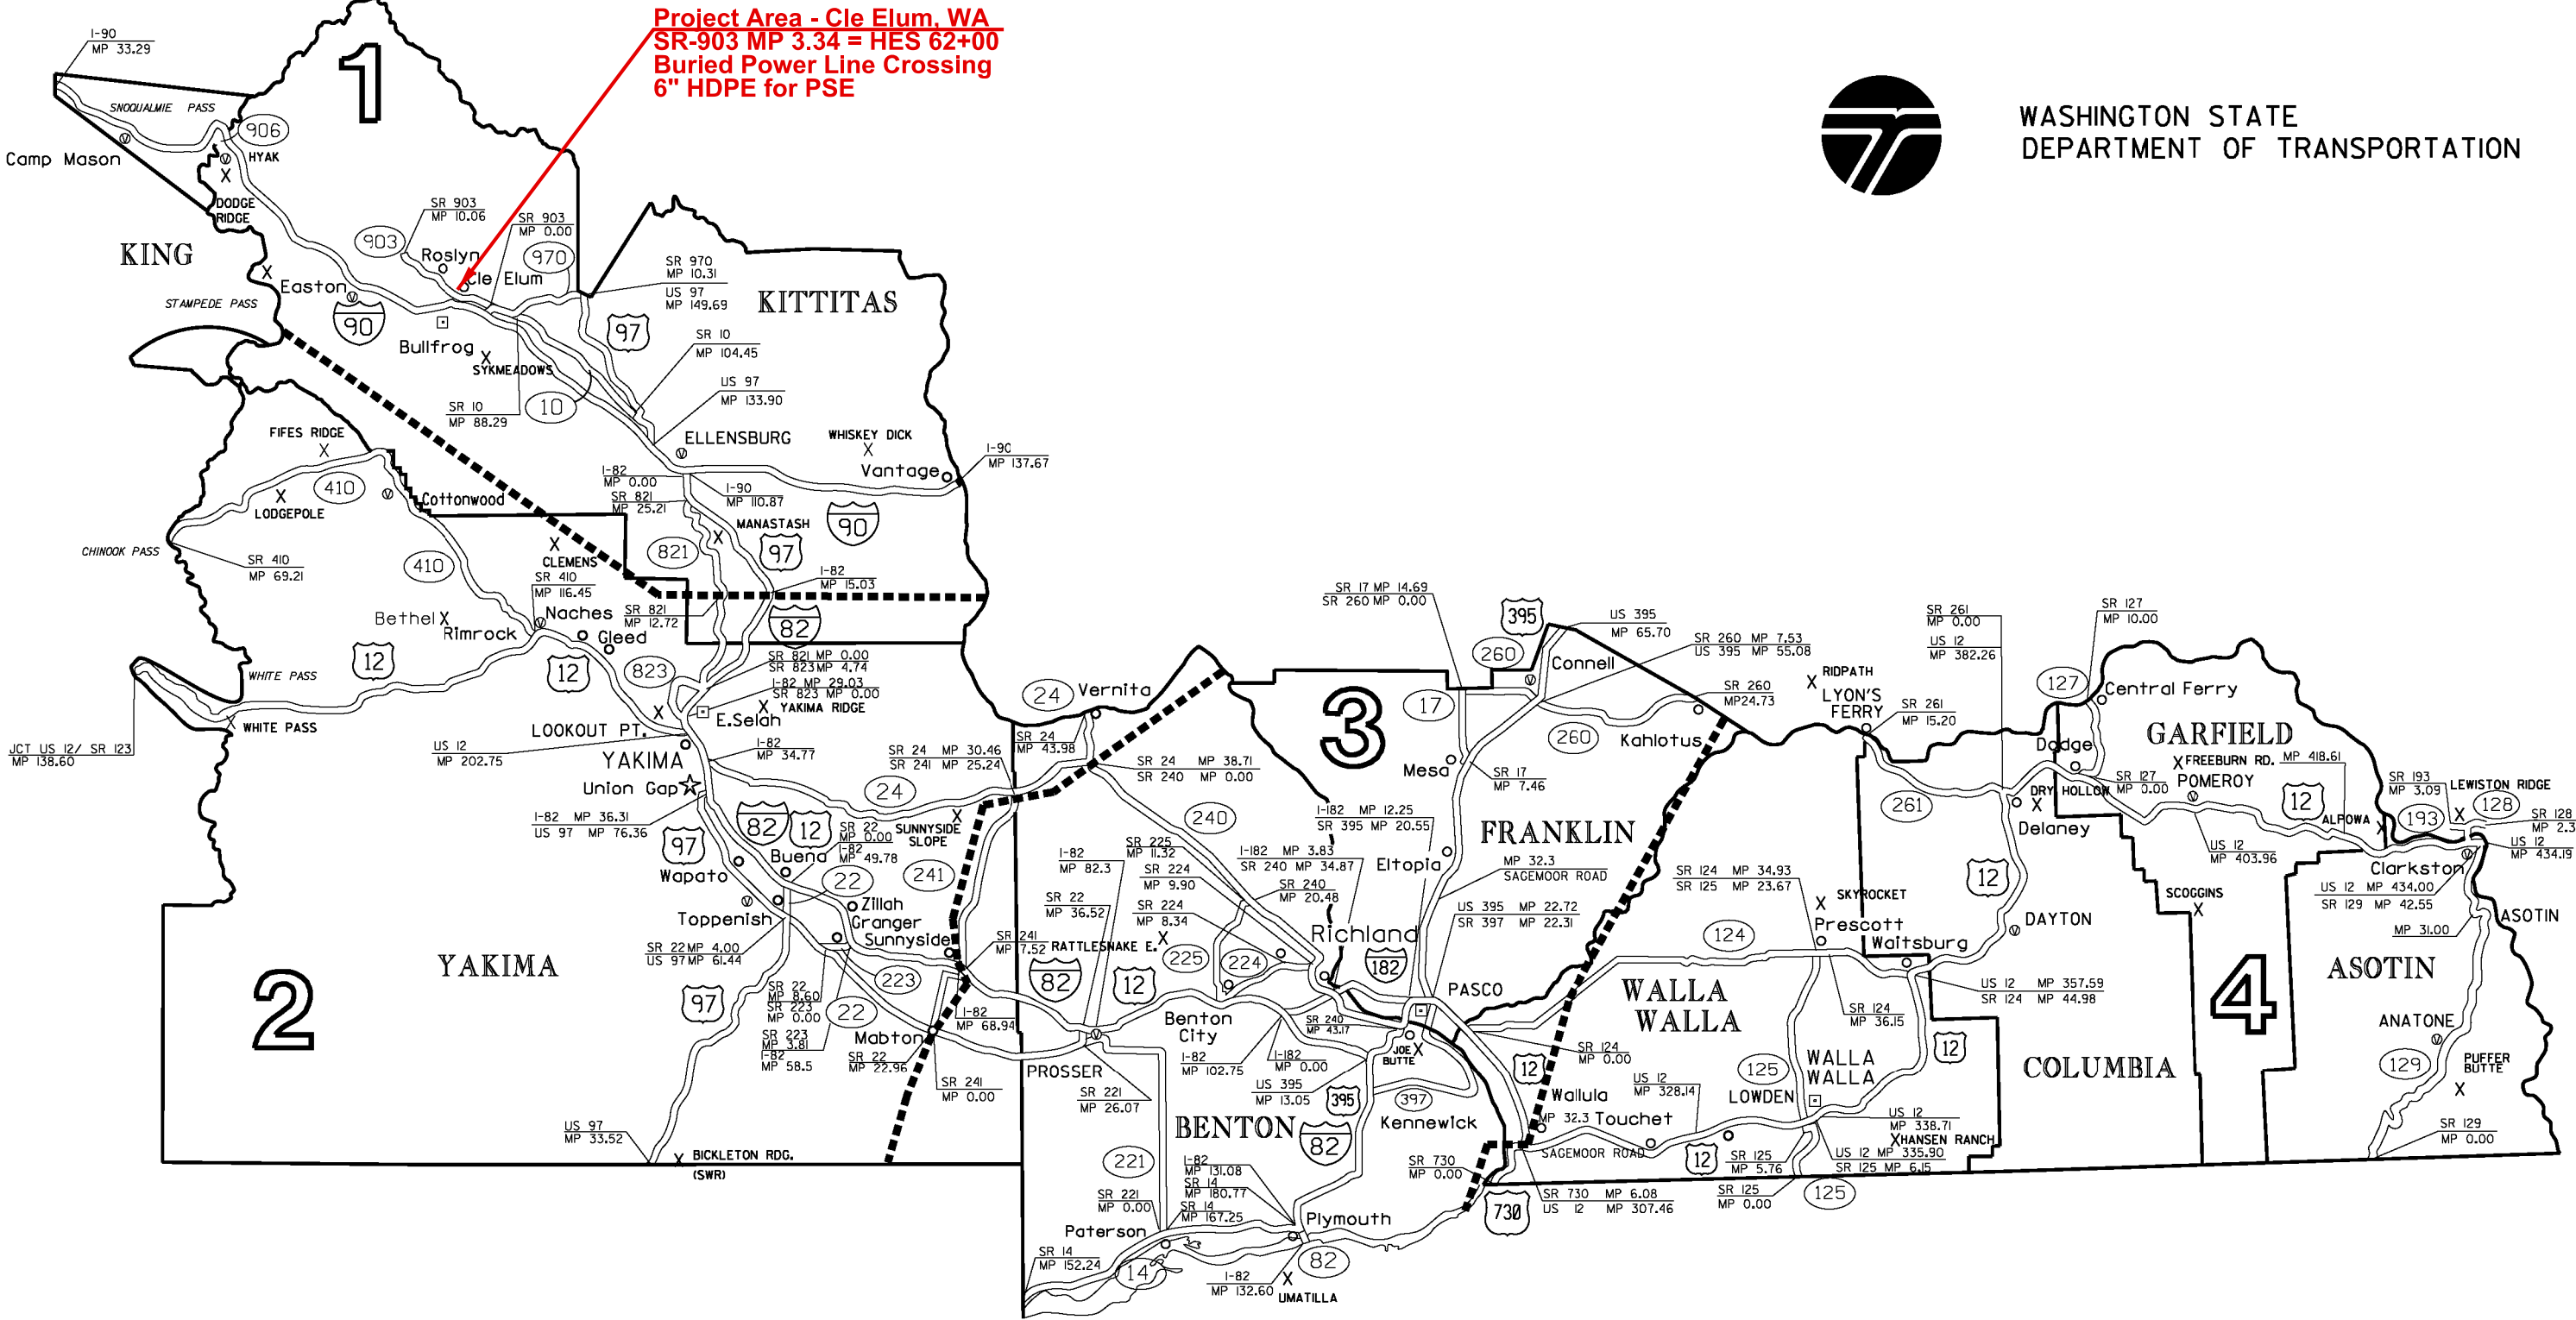 Project Area - Cle Elum, WA
SR-903 MP 3.34 = HES 62+00
Buried Power Line Crossing
6" HDPE for PSE
WASHINGTON STATE
DEPARTMENT OF TRANSPORTATION
1
I-90
MP 33.29
SNOQUALMIE PASS
906
HYAK
Camp Mason
DODGE
RIDGE
KING
SR 903
MP 10.06
SR 903
MP 0.00
903
Roslyn
970
Cle Elum
Easton
STAMPEDE PASS
90
SR 970
MP 10.31
US 97
MP 149.69
KITTITAS
97
Bullfrog
SYKMEADOWS
SR 10
MP 104.45
US 97
MP 133.90
SR 10
MP 88.29
10
ELLENSBURG
WHISKEY DICK
Vantage
I-90
MP 137.67
FIFES RIDGE
410
LODGEPOLE
Cottonwood
I-82
MP 0.00
SR 821
MP 25.21
I-90
MP 110.87
MANASTASH
90
97
821
CHINOOK PASS
SR 410
MP 69.21
410
CLEMENS
SR 410
MP 116.45
I-82
MP 15.03
82
SR 821
MP 12.72
Naches
Bethel
Rimrock
Gleed
12
12
823
WHITE PASS
WHITE PASS
SR 821 MP 0.00
SR 823 MP 4.74
I-82 MP 29.03
SR 823 MP 0.00
YAKIMA RIDGE
E.Selah
LOOKOUT PT.
JCT US 12/ SR 123
MP 138.60
US 12
MP 202.75
YAKIMA
I-82
MP 34.77
Union Gap
24
Vernita
SR 24
MP 43.98
SR 24 MP 30.46
SR 241 MP 25.24
24
SR 24 MP 38.71
SR 240 MP 0.00
I-82 MP 36.31
US 97 MP 76.36
97
82
12
SR 22
MP 0.00
I-82
MP 49.78
SUNNYSIDE
SLOPE
Buena
Wapato
22
241
Zillah
Toppenish
Granger
Sunnyside
SR 22 MP 4.00
US 97 MP 61.44
SR 241
MP 7.52
2
YAKIMA
97
SR 22
MP 8.60
SR 223
MP 0.00
SR 223
MP 3.81
I-82
MP 58.5
223
22
Mabton
SR 22
MP 22.96
I-82
MP 68.94
SR 241
MP 0.00
US 97
MP 33.52
BICKLETON RDG.
(SWR)
3
SR 17 MP 14.69
SR 260 MP 0.00
395
US 395
MP 65.70
260
Connell
SR 260 MP 7.53
US 395 MP 55.08
17
SR 260
MP24.73
260
Kahlotus
Mesa
SR 17
MP 7.46
240
I-182 MP 12.25
SR 395 MP 20.55
FRANKLIN
I-82
MP 82.3
SR 225
MP 11.32
SR 224
MP 9.90
I-182 MP 3.83
SR 240 MP 34.87
Eltopia
MP 32.3
SAGEMOOR ROAD
SR 22
MP 36.52
SR 224
MP 8.34
SR 240
MP 20.48
US 395 MP 22.72
SR 397 MP 22.31
RATTLESNAKE E.
Richland
225
224
182
82
12
PASCO
Benton
City
SR 240
MP 43.17
JOE
BUTTE
SR 124
MP 0.00
PROSSER
I-82
MP 102.75
I-182
MP 0.00
12
SR 221
MP 26.07
US 395
MP 13.05
395
397
Kennewick
BENTON
82
221
I-82
MP 131.08
SR 14
MP 180.77
SR 221
MP 0.00
SR 14
MP 167.25
Paterson
Plymouth
SR 14
MP 152.24
14
I-82
MP 132.60
82
UMATILLA
SR 730
MP 0.00
730
SR 730 MP 6.08
US 12 MP 307.46
Wallula
MP 32.3
Touchet
SAGEMOOR ROAD
US 12
MP 328.14
LOWDEN
12
SR 125
MP 5.76
SR 125
MP 0.00
125
US 12 MP 335.90
SR 125 MP 6.15
HANSEN RANCH
US 12
MP 338.71
125
WALLA
WALLA
12
WALLA
WALLA
SR 124 MP 34.93
SR 125 MP 23.67
SKYROCKET
Prescott
124
Waitsburg
SR 124
MP 36.15
US 12 MP 357.59
SR 124 MP 44.98
DAYTON
12
RIDPATH
LYON'S
FERRY
SR 261
MP 15.20
SR 261
MP 0.00
US 12
MP 382.26
261
DRY HOLLOW
Delaney
COLUMBIA
SR 127
MP 10.00
127
Central Ferry
GARFIELD
Dodge
FREEBURN RD.
MP 418.61
SR 127
MP 0.00
POMEROY
12
ALPOWA
US 12
MP 403.96
SR 193
MP 3.09
LEWISTON RIDGE
128
193
SR 128
MP 2.3
US 12
MP 434.19
Clarkston
US 12 MP 434.00
SR 129 MP 42.55
SCOGGINS
ASOTIN
MP 31.00
4
ASOTIN
ANATONE
129
PUFFER
BUTTE
SR 129
MP 0.00